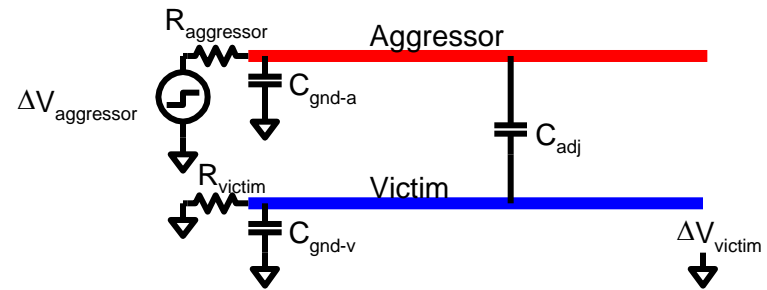 R_aggressor
Aggressor
C_gnd-a
ΔV_aggressor
C_adj
R_victim
Victim
C_gnd-v
ΔV_victim